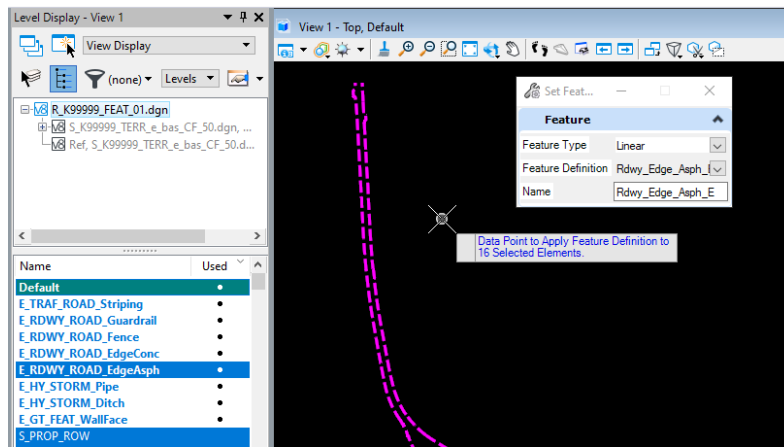 Level Display - View 1
View Display
(none)
Levels
R_K99999_FEAT_01.dgn
S_K99999_TERR_e_bas_CF_50.dgn, ...
Ref, S_K99999_TERR_e_bas_CF_50.d...
Name Used
Default
E_TRAF_ROAD_Striping
E_RDWY_ROAD_Guardrail
E_RDWY_ROAD_Fence
E_RDWY_ROAD_EdgeConc
E_RDWY_ROAD_EdgeAsph
E_HY_STORM_Pipe
E_HY_STORM_Ditch
E_GT_FEAT_WallFace
S_PROP_ROW
View 1 - Top, Default
Set Feat...
Feature
Feature Type Linear
Feature Definition Rdwy_Edge_Asph_
Name Rdwy_Edge_Asph_E
Data Point to Apply Feature Definition to
16 Selected Elements.